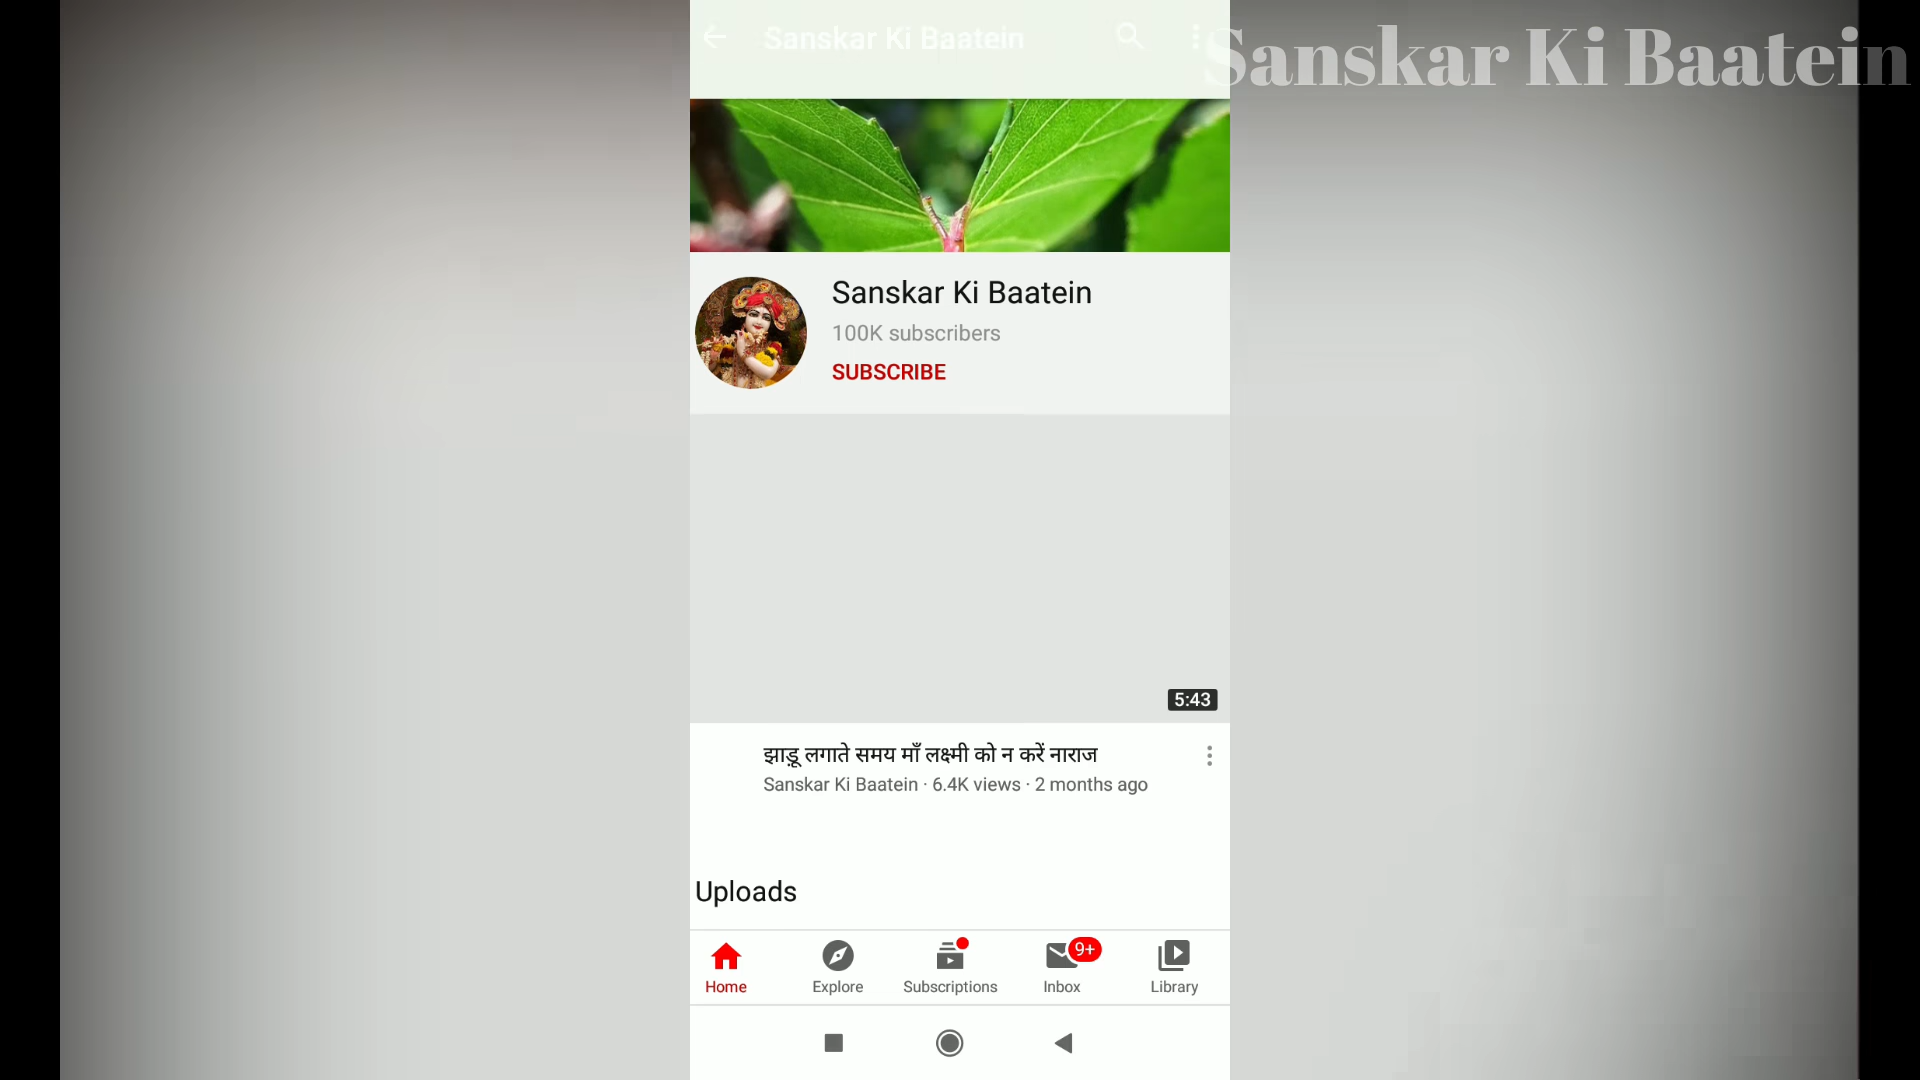 Sanskar Ki Baatein
Sanskar Ki Baatein
Sanskar Ki Baatein
100K subscribers
SUBSCRIBE
5:43
झाड़ू लगाते समय माँ लक्ष्मी को न करें नाराज
Sanskar Ki Baatein · 6.4K views · 2 months ago
Uploads
9+
Home Explore Subscriptions Inbox Library